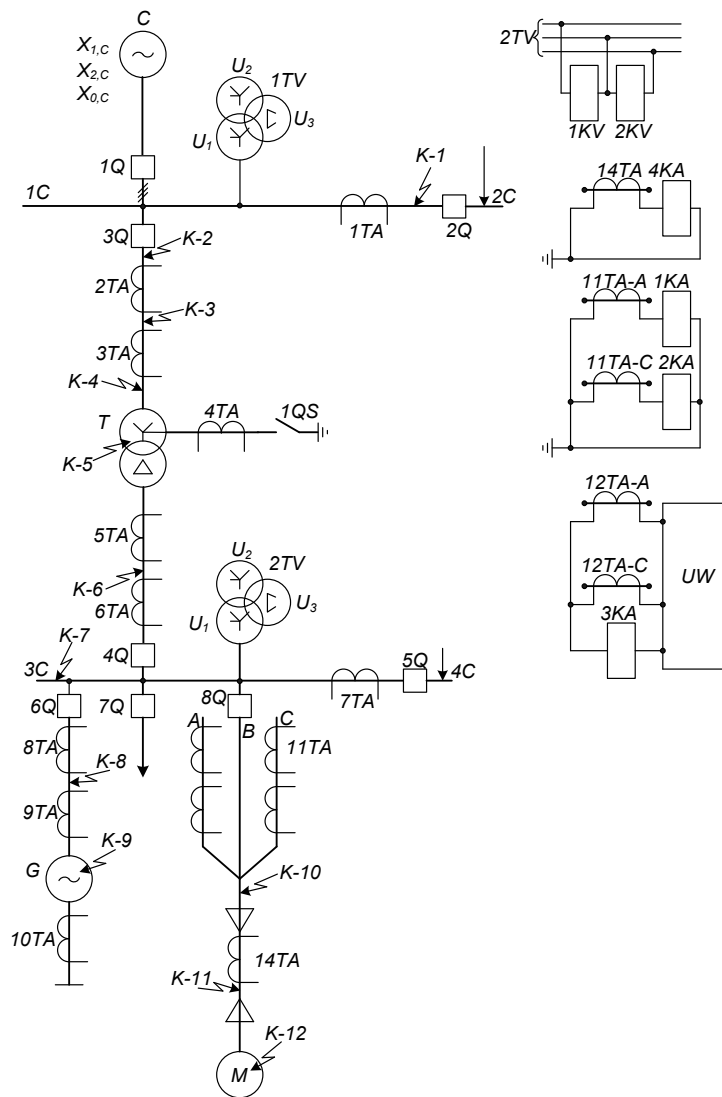 C
X1,C
X2,C
X0,C
U2
1TV
U3
U1
K-1
1Q
1C
2C
1TA
2Q
3Q
K-2
2TA
K-3
3TA
K-4
T
4TA
1QS
K-5
5TA
K-6
6TA
U2
2TV
U3
U1
K-7
4Q
3C
5Q
4C
7TA
6Q
7Q
8Q
A
B
C
8TA
11TA
K-8
9TA
K-9
G
K-10
10TA
14TA
K-11
K-12
M
2TV
1KV
2KV
14TA
4KA
11TA-A
1KA
11TA-C
2KA
12TA-A
12TA-C
UW
3KA